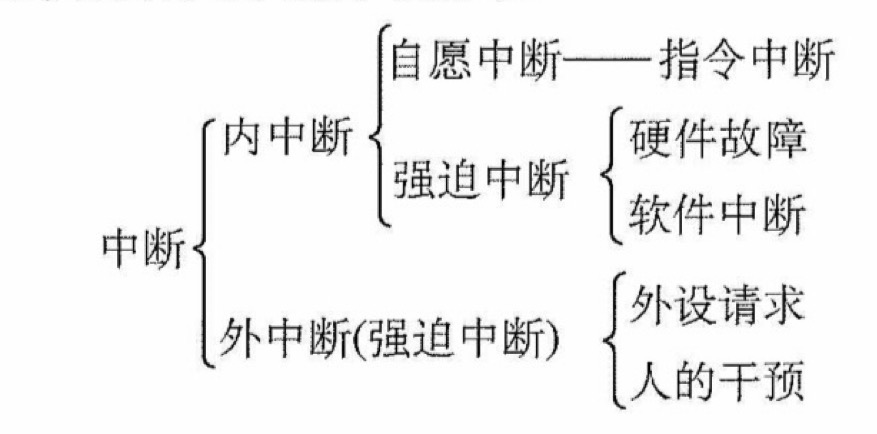 自愿中断——指令中断
内中断
硬件故障
强迫中断
软件中断
中断
外设请求
外中断(强迫中断)
人的干预